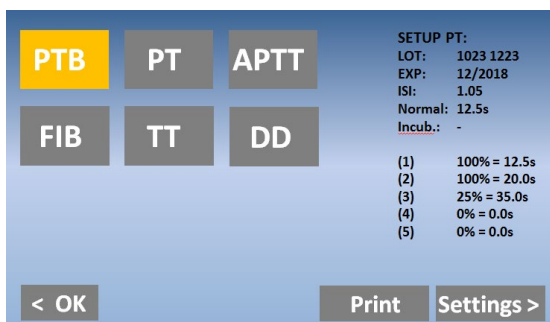 PTB PT APTT
FIB TT DD
SETUP PT:
LOT: 1023 1223
EXP: 12/2018
ISI: 1.05
Normal: 12.5s
Incub.: -
(1) 100% = 12.5s
(2) 100% = 20.0s
(3) 25% = 35.0s
(4) 0% = 0.0s
(5) 0% = 0.0s
< OK Print Settings >